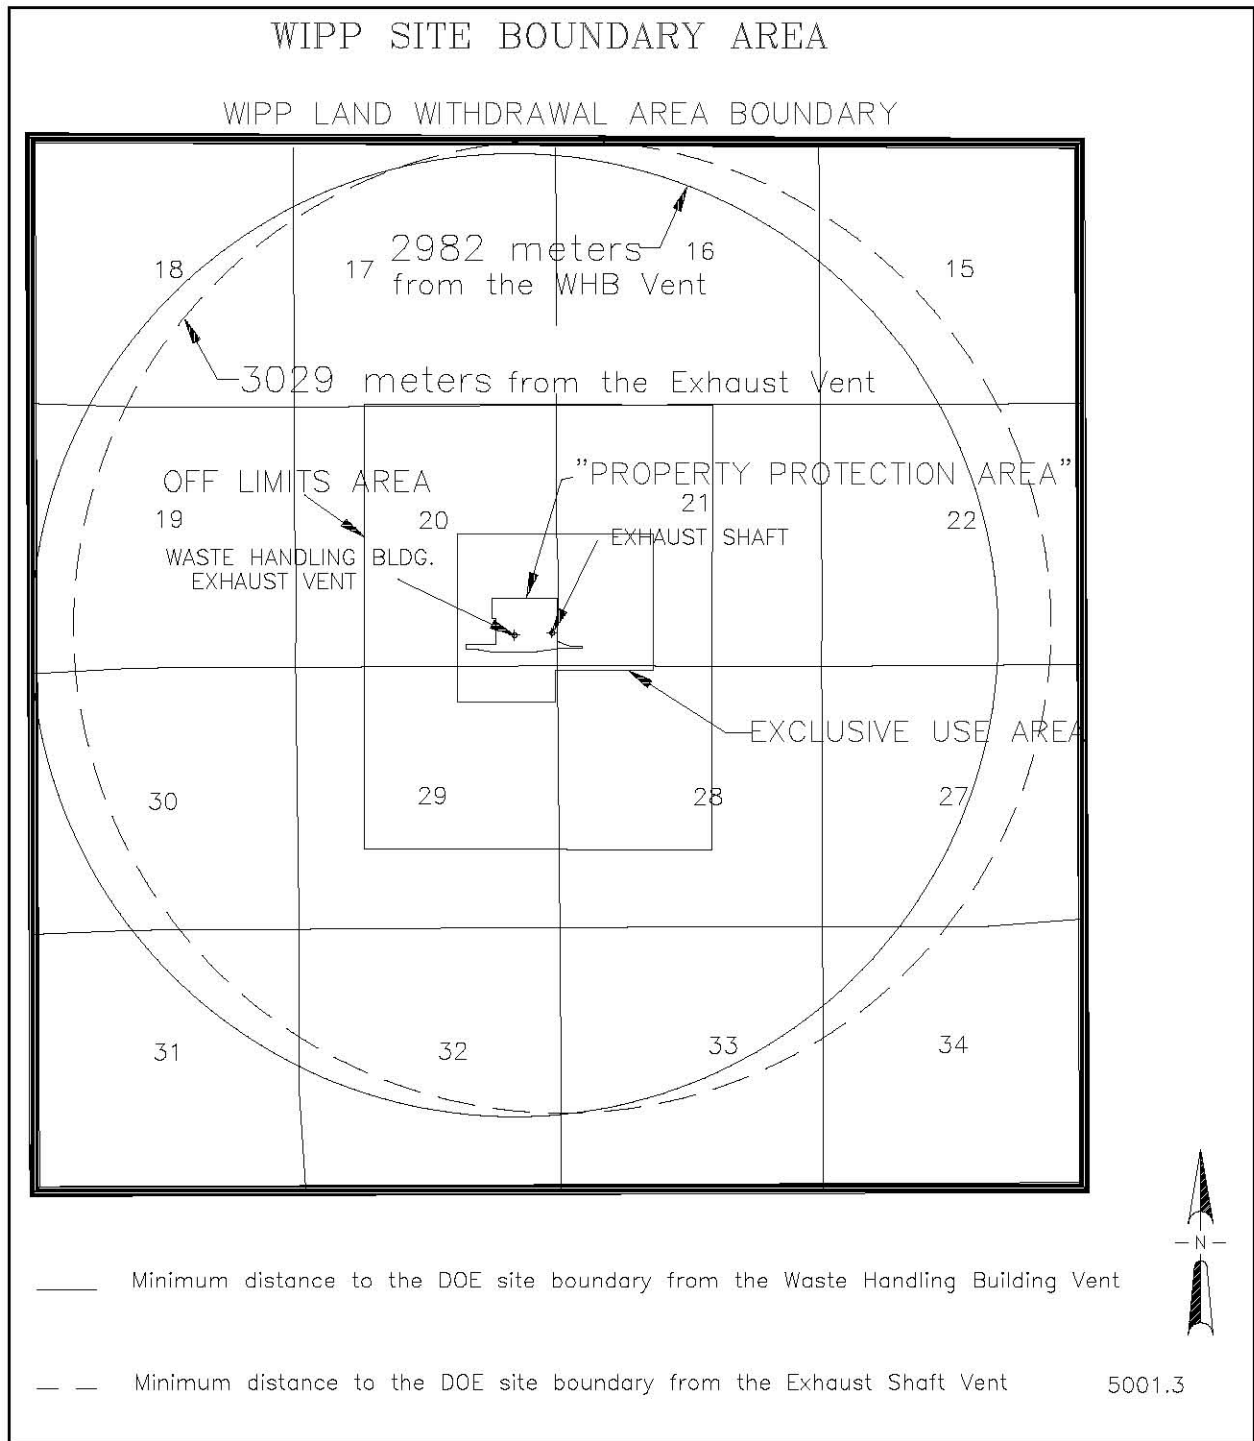 WIPP SITE BOUNDARY AREA
WIPP LAND WITHDRAWAL AREA BOUNDARY
18
17
2982 meters
from the WHB Vent
16
15
3029 meters from the Exhaust Vent
OFF LIMITS AREA
"PROPERTY PROTECTION AREA"
19
20
21
22
EXHAUST SHAFT
WASTE HANDLING BLDG.
EXHAUST VENT
EXCLUSIVE USE AREA
30
29
28
27
31
32
33
34
N
Minimum distance to the DOE site boundary from the Waste Handling Building Vent
Minimum distance to the DOE site boundary from the Exhaust Shaft Vent
5001.3